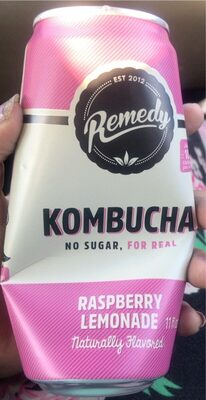 EST 2012
Remedy
KOMBUCHA
NO SUGAR, FOR REAL
RASPBERRY
LEMONADE
Naturally Flavored